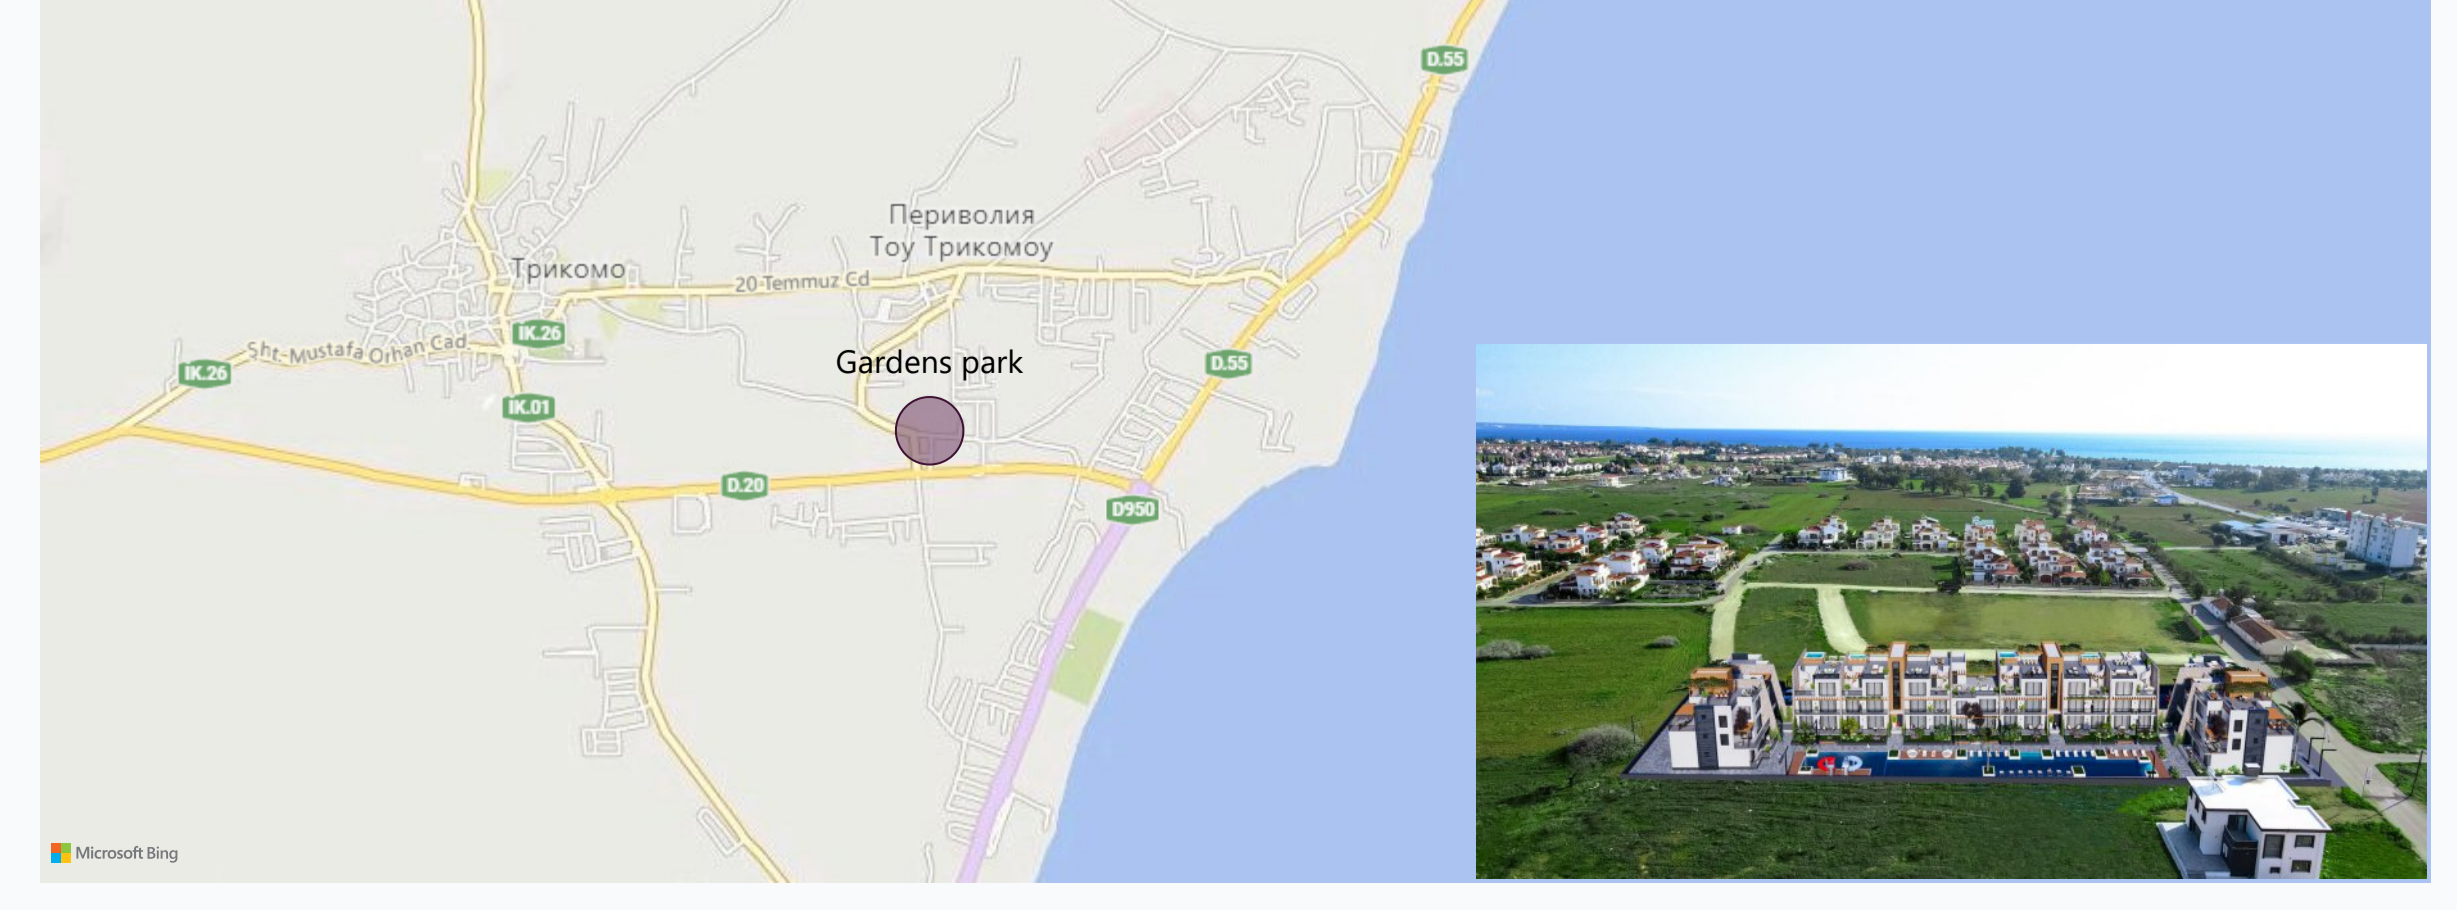 D.55
Периволия
Тоу Трикомоу
Трикомо
20 Temmuz Cd
IK.26
Sht. Mustafa Orhan Cad.
IK.26
Gardens park
D.55
IK.01
D.20
D950
Microsoft Bing